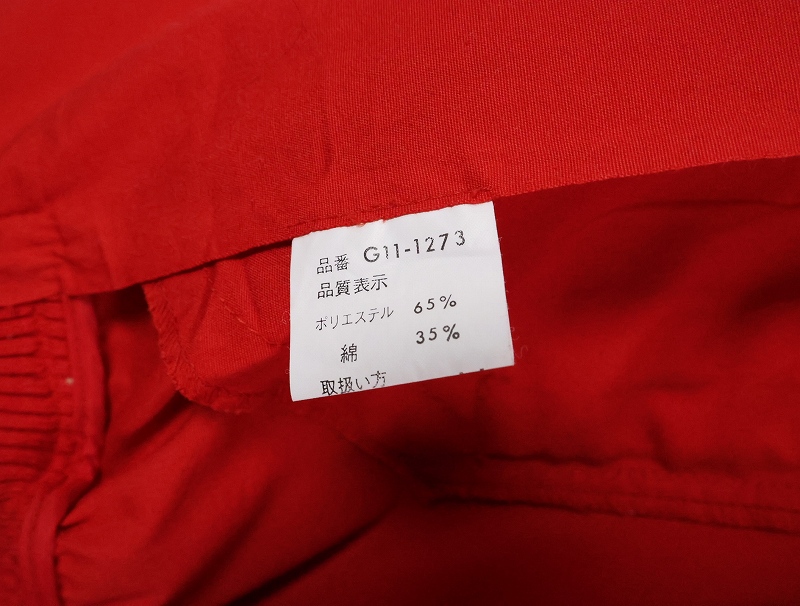 品番 G11-1273
品質表示
ポリエステル 65%
綿 35%
取扱い方